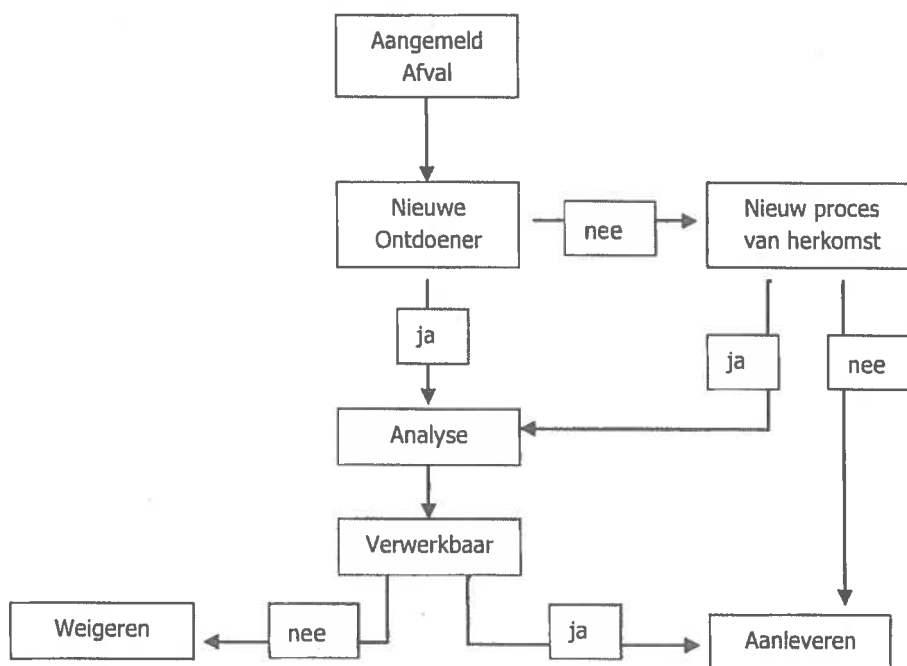 Aangemeld
Afval
Nieuwe
Ontdoener
nee
Nieuw proces
van herkomst
ja
ja
nee
Analyse
Verwerkbaar
Weigeren
nee
ja
Aanleveren